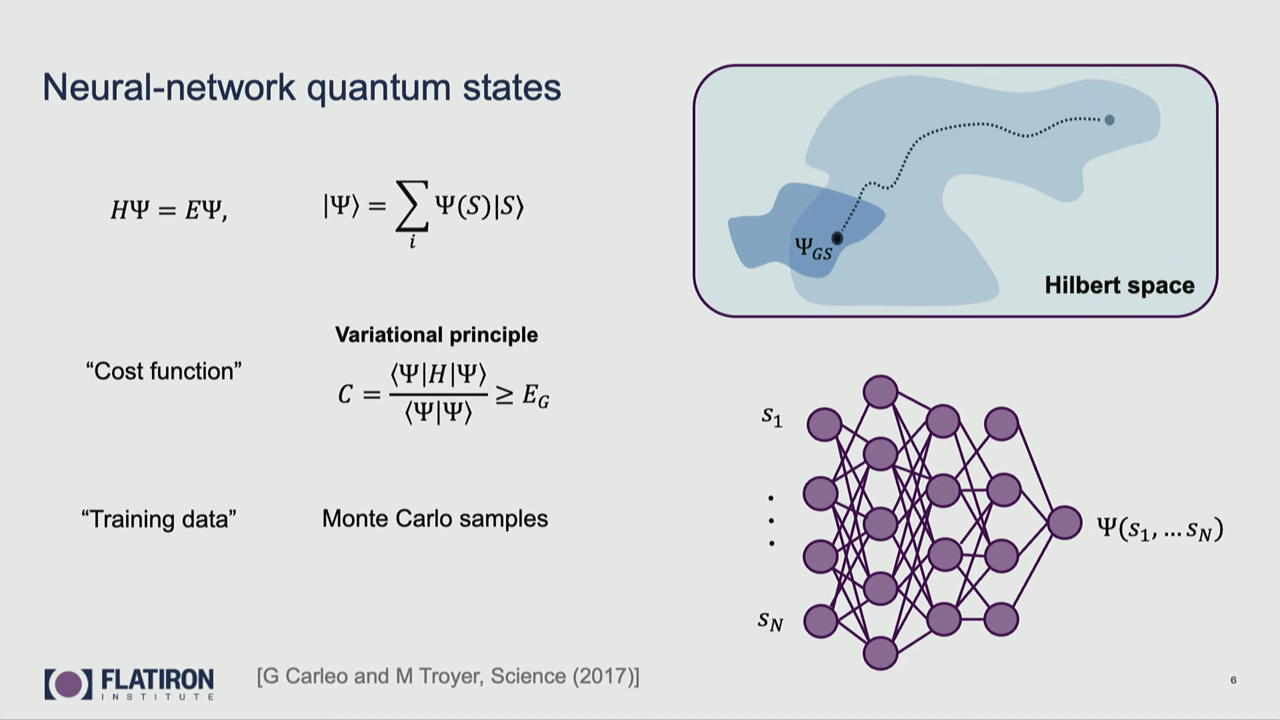 Neural-network quantum states
HΨ = EΨ,
|Ψ⟩ = ∑ Ψ(S)|S⟩
i
Ψ_GS
Hilbert space
Variational principle
“Cost function”
C = ⟨Ψ|H|Ψ⟩ / ⟨Ψ|Ψ⟩ ≥ E_G
“Training data”
Monte Carlo samples
s₁
⋮
s_N
Ψ(s₁, … s_N)
FLATIRON
INSTITUTE
[G Carleo and M Troyer, Science (2017)]
6